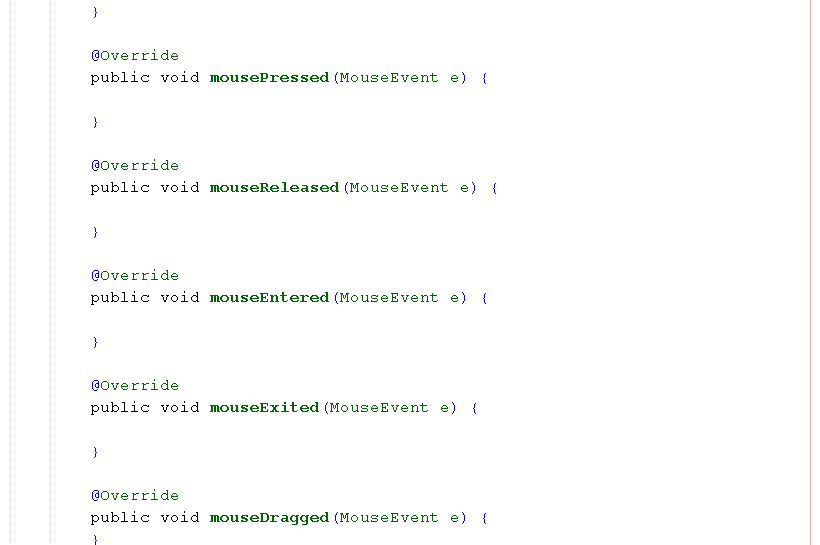 }
@Override
public void mousePressed(MouseEvent e) {
}
@Override
public void mouseReleased(MouseEvent e) {
}
@Override
public void mouseEntered(MouseEvent e) {
}
@Override
public void mouseExited(MouseEvent e) {
}
@Override
public void mouseDragged(MouseEvent e) {
}